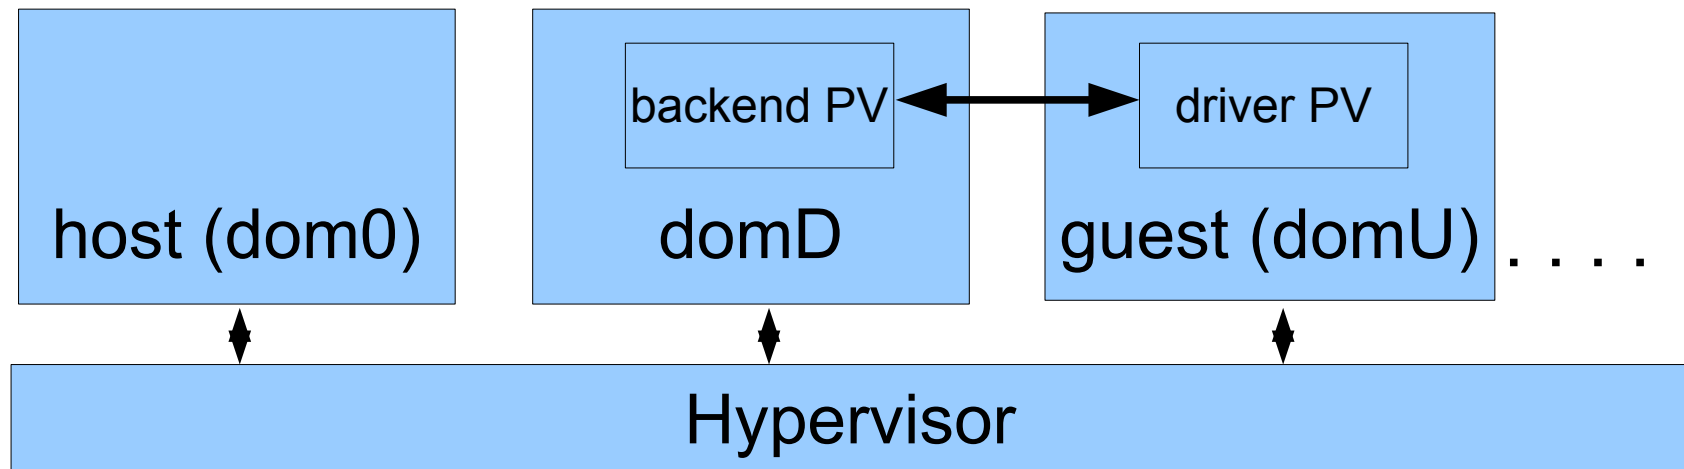 backend PV
driver PV
host (dom0)
domD
guest (domU) . . . .
Hypervisor